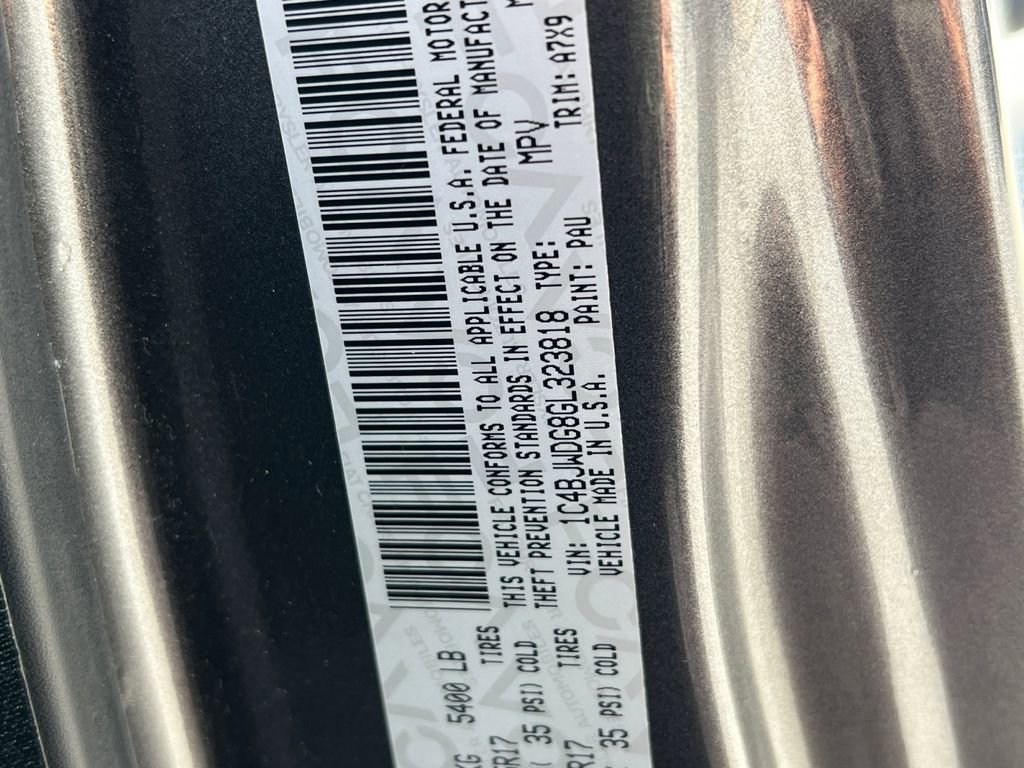 KG 5400 LB
R17 TIRES
( 35 PSI) COLD
R17 TIRES
35 PSI) COLD
THIS VEHICLE CONFORMS TO ALL APPLICABLE U.S.A. FEDERAL MOTOR
THEFT PREVENTION STANDARDS IN EFFECT ON THE DATE OF MANUFACT
VIN: 1C4BJWDG8GL323818 TYPE: MPV
VEHICLE MADE IN U.S.A. PAINT: PAU TRIM: A7X9